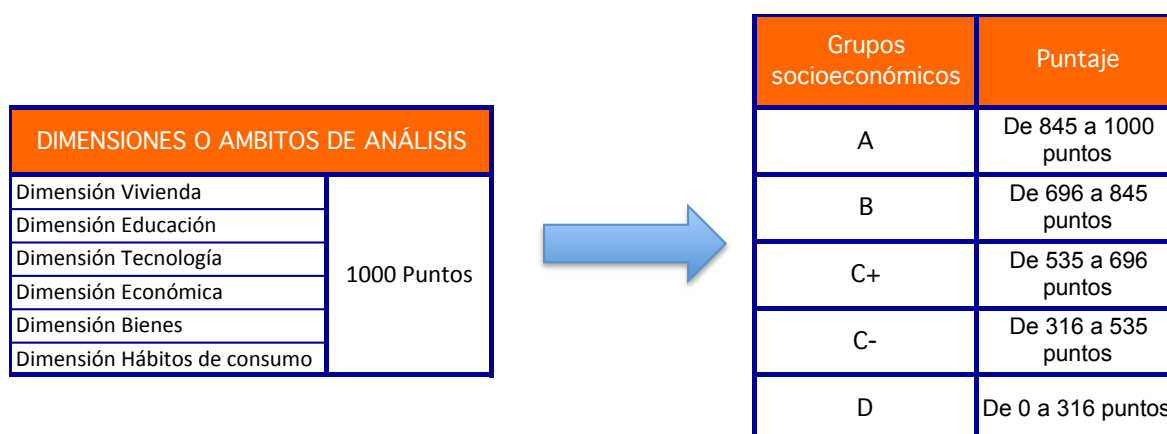 DIMENSIONES O AMBITOS DE ANÁLISIS
Dimensión Vivienda
Dimensión Educación
Dimensión Tecnología
Dimensión Económica
Dimensión Bienes
Dimensión Hábitos de consumo
1000 Puntos
Grupos
socioeconómicos
Puntaje
A
De 845 a 1000
puntos
B
De 696 a 845
puntos
C+
De 535 a 696
puntos
C-
De 316 a 535
puntos
D
De 0 a 316 puntos